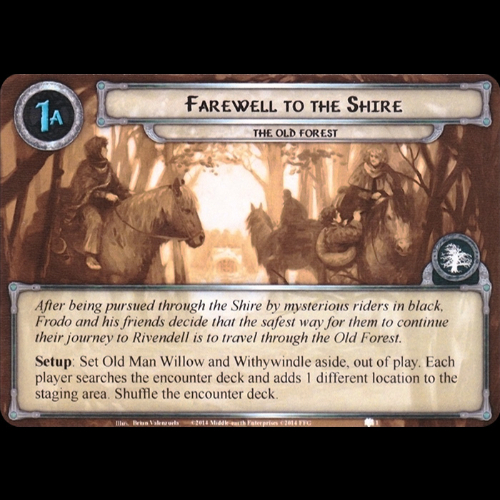 1A
FAREWELL TO THE SHIRE
THE OLD FOREST
After being pursued through the Shire by mysterious riders in black,
Frodo and his friends decide that the safest way for them to continue
their journey to Rivendell is to travel through the Old Forest.
Setup: Set Old Man Willow and Withywindle aside, out of play. Each
player searches the encounter deck and adds 1 different location to the
staging area. Shuffle the encounter deck.
Illus. Brian Valenzuela ©2014 Middle-earth Enterprises ©2014 FFG 1